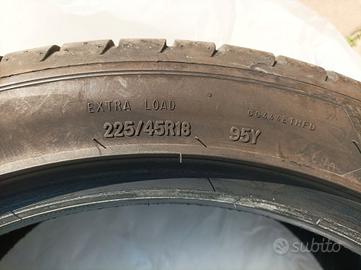 EXTRA LOAD
225/45R18 95Y
subito